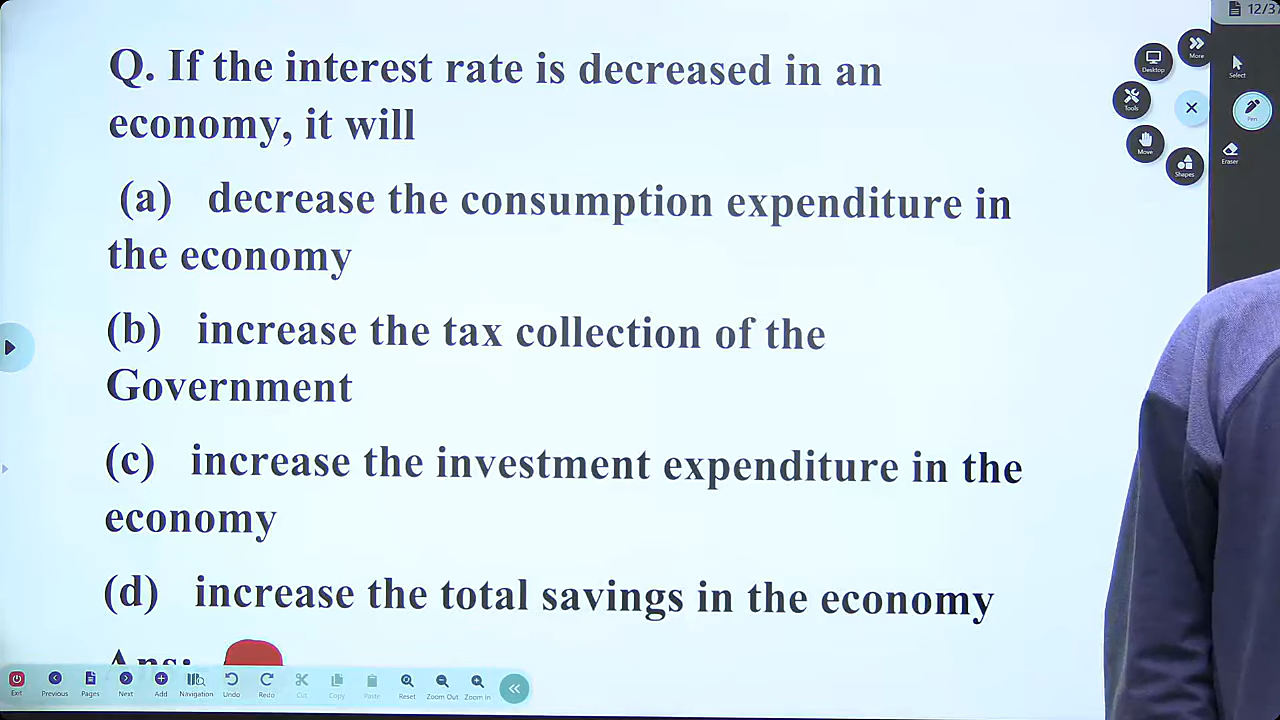 12/37
Q. If the interest rate is decreased in an
economy, it will
(a) decrease the consumption expenditure in
the economy
(b) increase the tax collection of the
Government
(c) increase the investment expenditure in the
economy
(d) increase the total savings in the economy
Ans:
More
Desktop
Select
Tools
Pen
Move
Eraser
Shapes
Exit Previous Pages Next Add Navigation Undo Redo Cut Copy Paste Reset Zoom Out Zoom In